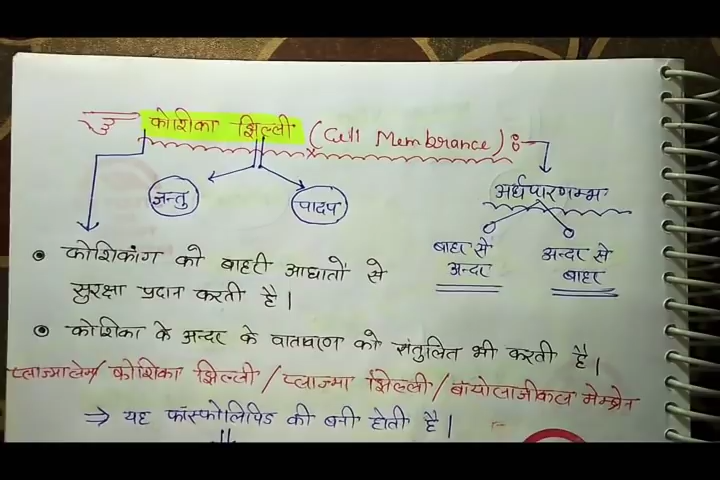 कोशिका झिल्ली (Cell Membrance) :
जन्तु
पादप
अर्धपारगम्भ
बाहर से
अन्दर
अन्दर से
बाहर
• कोशिकांग को बाहरी आघातों से
सुरक्षा प्रदान करती है।
• कोशिका के अन्दर के वातावण को संतुलित भी करती है।
प्लाज्मालेमा/ कोशिका झिल्ली / प्लाज्मा झिल्ली / बॉयोलाजीकल मेम्ब्रेन
⇒ यह फॉस्फोलिपिड की बनी होती है।